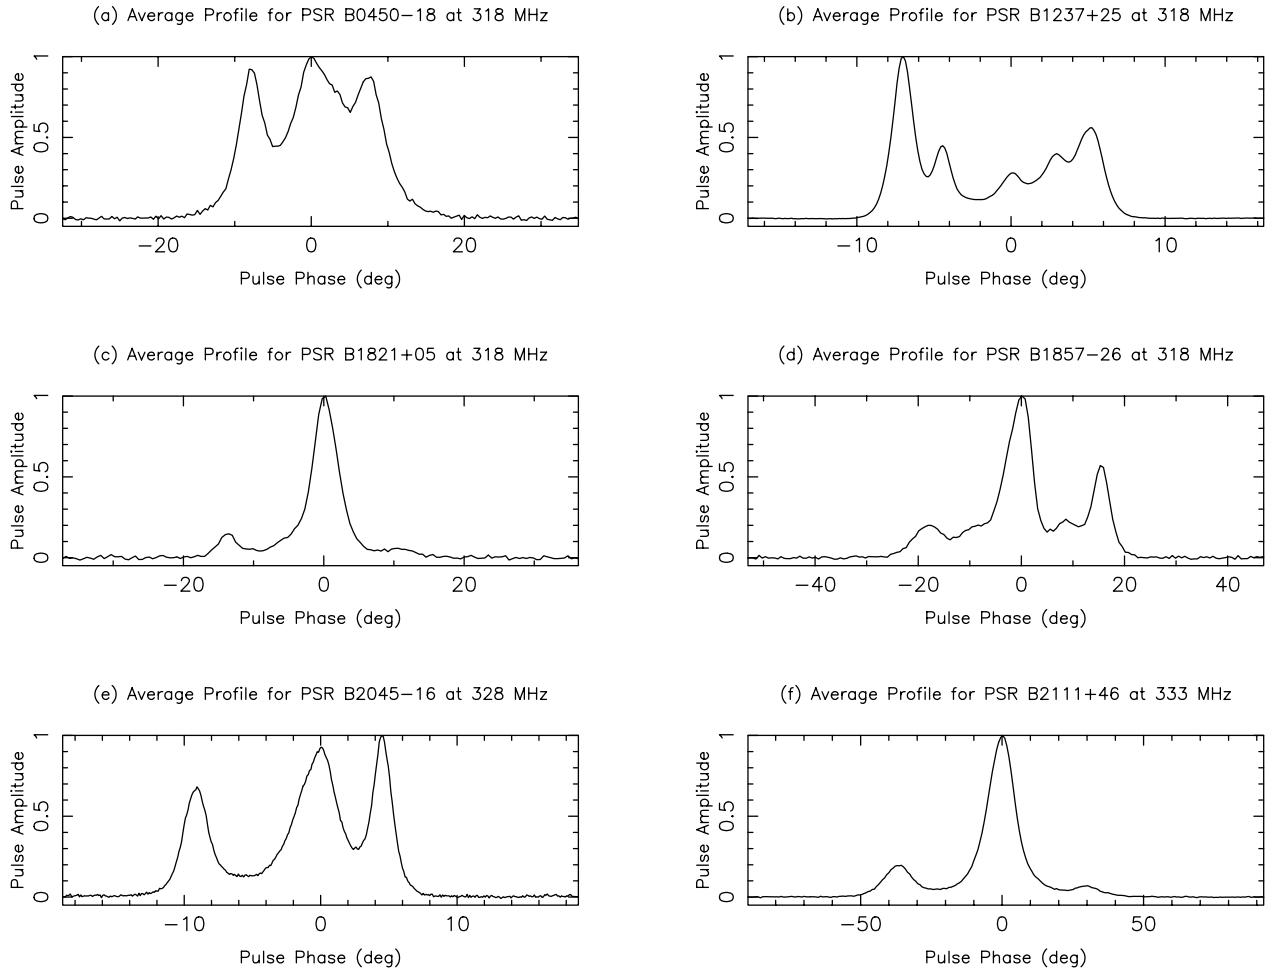 (a) Average Profile for PSR B0450−18 at 318 MHz
Pulse Amplitude
0 0.5 1
−20 0 20
Pulse Phase (deg)
(b) Average Profile for PSR B1237+25 at 318 MHz
Pulse Amplitude
0 0.5 1
−10 0 10
Pulse Phase (deg)
(c) Average Profile for PSR B1821+05 at 318 MHz
Pulse Amplitude
0 0.5 1
−20 0 20
Pulse Phase (deg)
(d) Average Profile for PSR B1857−26 at 318 MHz
Pulse Amplitude
0 0.5 1
−40 −20 0 20 40
Pulse Phase (deg)
(e) Average Profile for PSR B2045−16 at 328 MHz
Pulse Amplitude
0 0.5 1
−10 0 10
Pulse Phase (deg)
(f) Average Profile for PSR B2111+46 at 333 MHz
Pulse Amplitude
0 0.5 1
−50 0 50
Pulse Phase (deg)